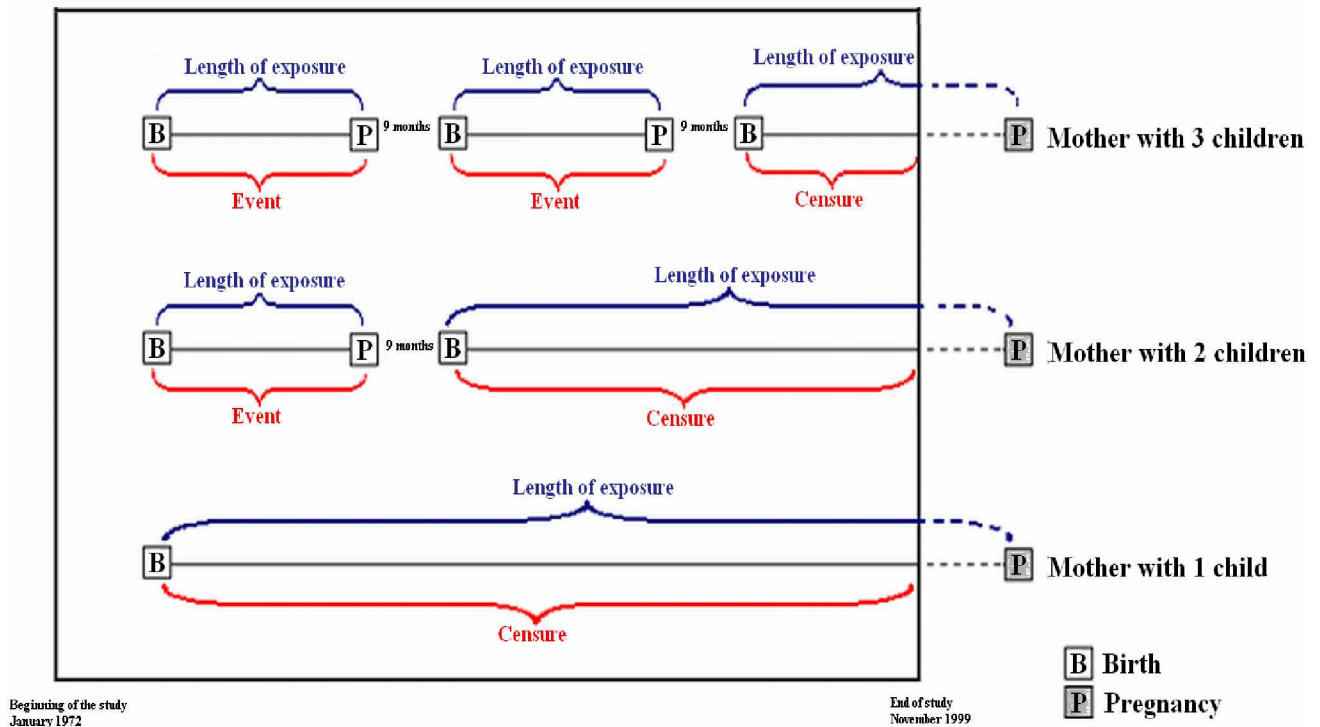 Length of exposure
Length of exposure
Length of exposure
B
P
9 months
B
P
9 months
B
P
Mother with 3 children
Event
Event
Censure
Length of exposure
Length of exposure
B
P
9 months
B
P
Mother with 2 children
Event
Censure
Length of exposure
B
P
Mother with 1 child
Censure
B Birth
P Pregnancy
Beginning of the study
January 1972
End of study
November 1999